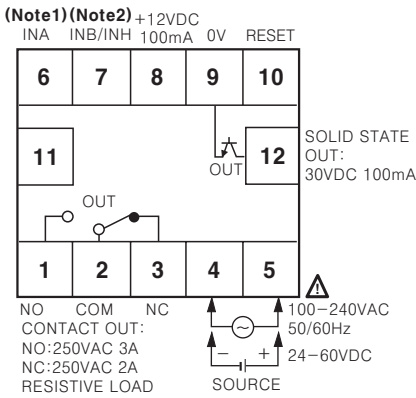 (Note1) (Note2) +12VDC
INA INB/INH 100mA 0V RESET
6 7 8 9 10
11 12
OUT
SOLID STATE
OUT:
30VDC 100mA
OUT
1 2 3 4 5
NO COM NC
CONTACT OUT:
NO:250VAC 3A
NC:250VAC 2A
RESISTIVE LOAD
100-240VAC
50/60Hz
- + 24-60VDC
SOURCE